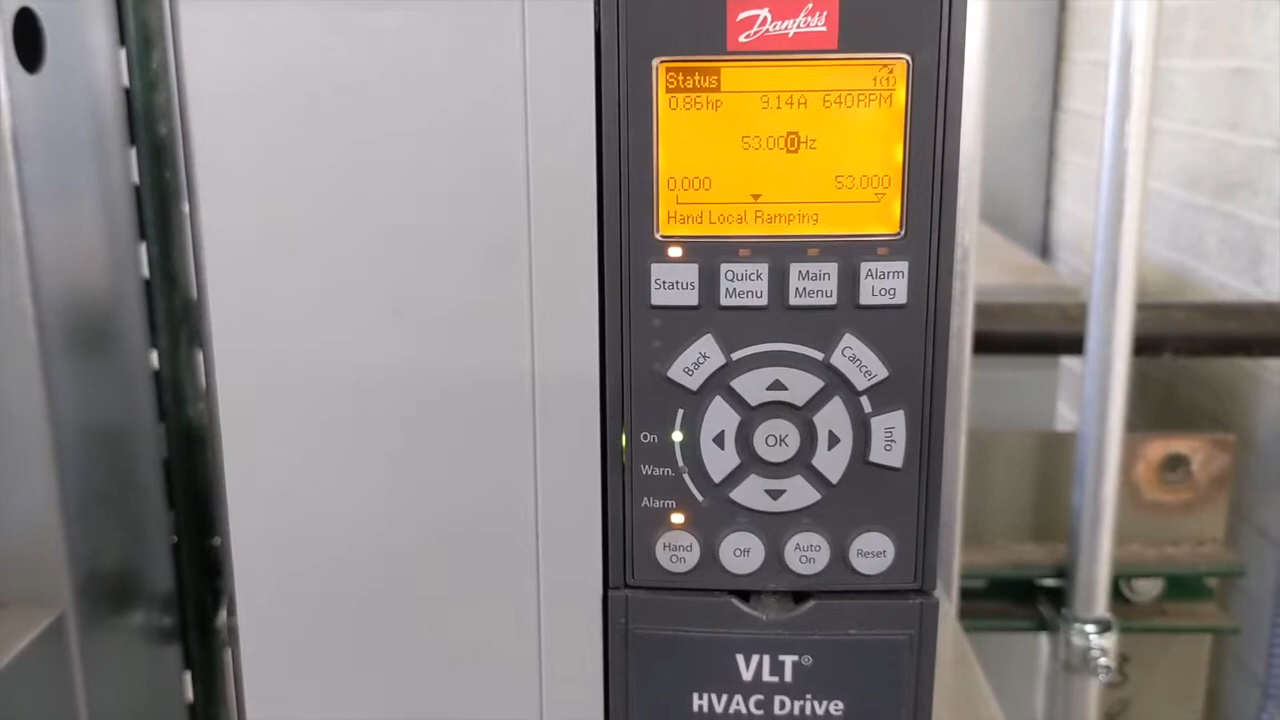 Danfoss
Status 1(1)
0.86hp 9.14A 640RPM
53.000Hz
0.000 53.000
Hand Local Ramping
Status Quick Menu Main Menu Alarm Log
Back Cancel
On OK Info
Warn.
Alarm
Hand On Off Auto On Reset
VLT®
HVAC Drive